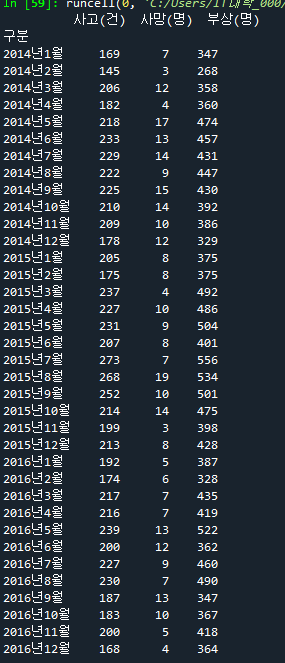 In [59]: runcell(0, 'C:/Users/IT대학_000/
사고(건) 사망(명) 부상(명)
구분
2014년1월 169 7 347
2014년2월 145 3 268
2014년3월 206 12 358
2014년4월 182 4 360
2014년5월 218 17 474
2014년6월 233 13 457
2014년7월 229 14 431
2014년8월 222 9 447
2014년9월 225 15 430
2014년10월 210 14 392
2014년11월 209 10 386
2014년12월 178 12 329
2015년1월 205 8 375
2015년2월 175 8 375
2015년3월 237 4 492
2015년4월 227 10 486
2015년5월 231 9 504
2015년6월 207 8 401
2015년7월 273 7 556
2015년8월 268 19 534
2015년9월 252 10 501
2015년10월 214 14 475
2015년11월 199 3 398
2015년12월 213 8 428
2016년1월 192 5 387
2016년2월 174 6 328
2016년3월 217 7 435
2016년4월 216 7 419
2016년5월 239 13 522
2016년6월 200 12 362
2016년7월 227 9 460
2016년8월 230 7 490
2016년9월 187 13 347
2016년10월 183 10 367
2016년11월 200 5 418
2016년12월 168 4 364